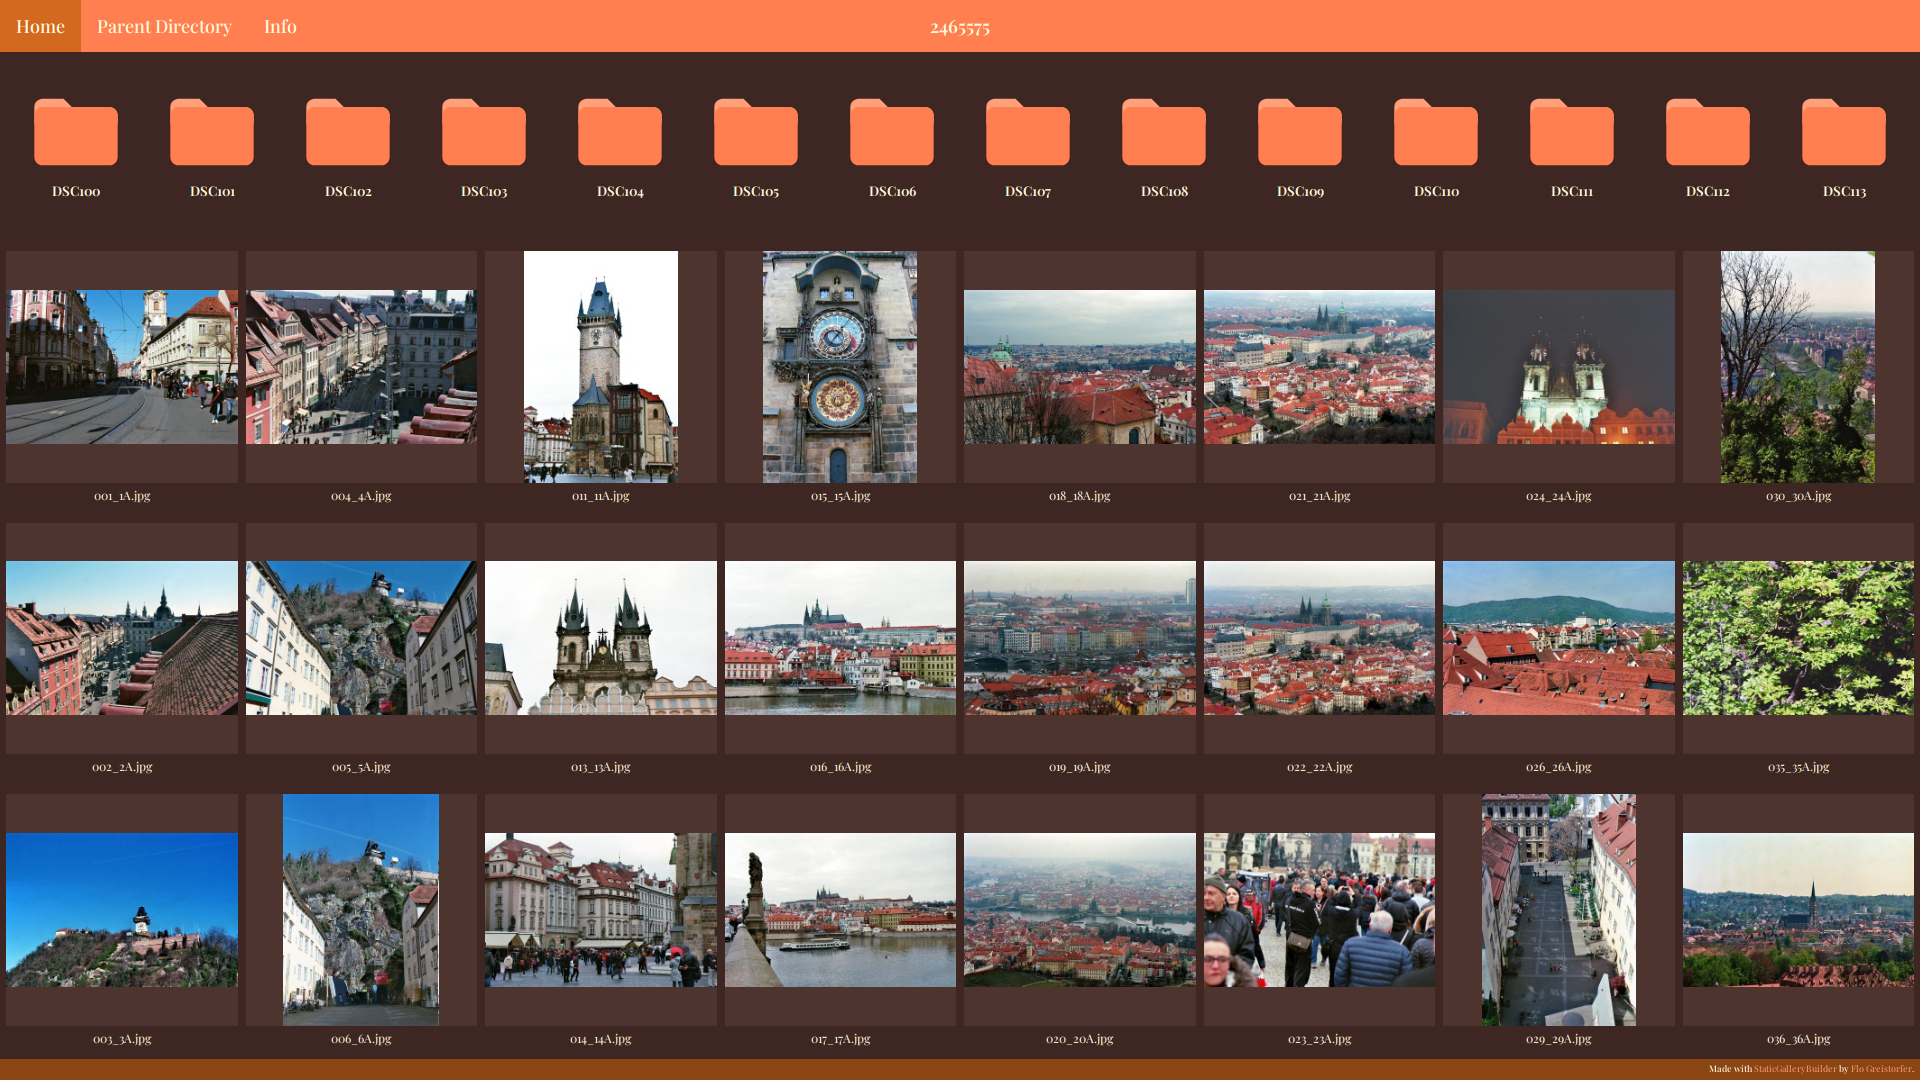 Home Parent Directory Info 2465575
DSC100 DSC101 DSC102 DSC103 DSC104 DSC105 DSC106 DSC107 DSC108 DSC109 DSC110 DSC111 DSC112 DSC113
001_1A.jpg 004_4A.jpg 011_11A.jpg 015_15A.jpg 018_18A.jpg 021_21A.jpg 024_24A.jpg 030_30A.jpg
002_2A.jpg 005_5A.jpg 013_13A.jpg 016_16A.jpg 019_19A.jpg 022_22A.jpg 026_26A.jpg 035_35A.jpg
003_3A.jpg 006_6A.jpg 014_14A.jpg 017_17A.jpg 020_20A.jpg 023_23A.jpg 029_29A.jpg 036_36A.jpg
Made with StaticGalleryBuilder by Flo Greistorfer.